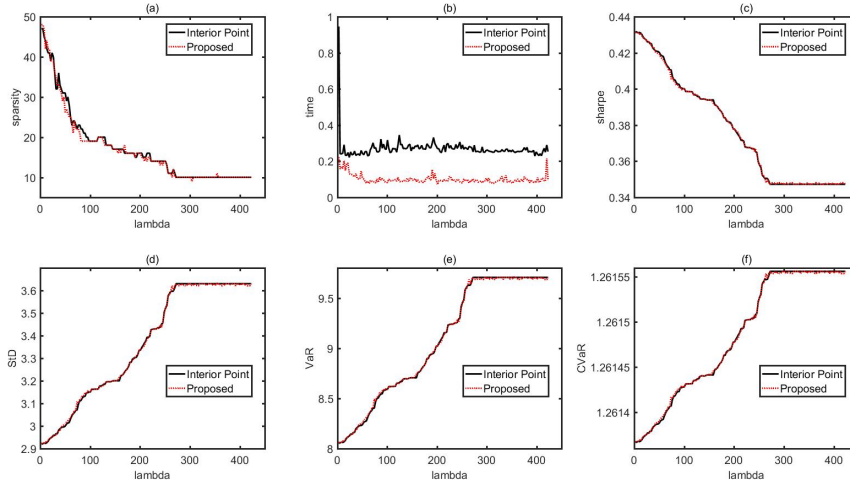 (a)
50
40
30
20
10
sparsity
0
100
200
300
400
lambda
Interior Point
Proposed
(b)
1
0.8
0.6
0.4
0.2
0
time
0
100
200
300
400
lambda
Interior Point
Proposed
(c)
0.44
0.42
0.4
0.38
0.36
0.34
sharpe
0
100
200
300
400
lambda
Interior Point
Proposed
(d)
3.6
3.5
3.4
3.3
3.2
3.1
3
2.9
StD
0
100
200
300
400
lambda
Interior Point
Proposed
(e)
9.5
9
8.5
8
VaR
0
100
200
300
400
lambda
Interior Point
Proposed
(f)
1.26155
1.2615
1.26145
1.2614
CVaR
0
100
200
300
400
lambda
Interior Point
Proposed